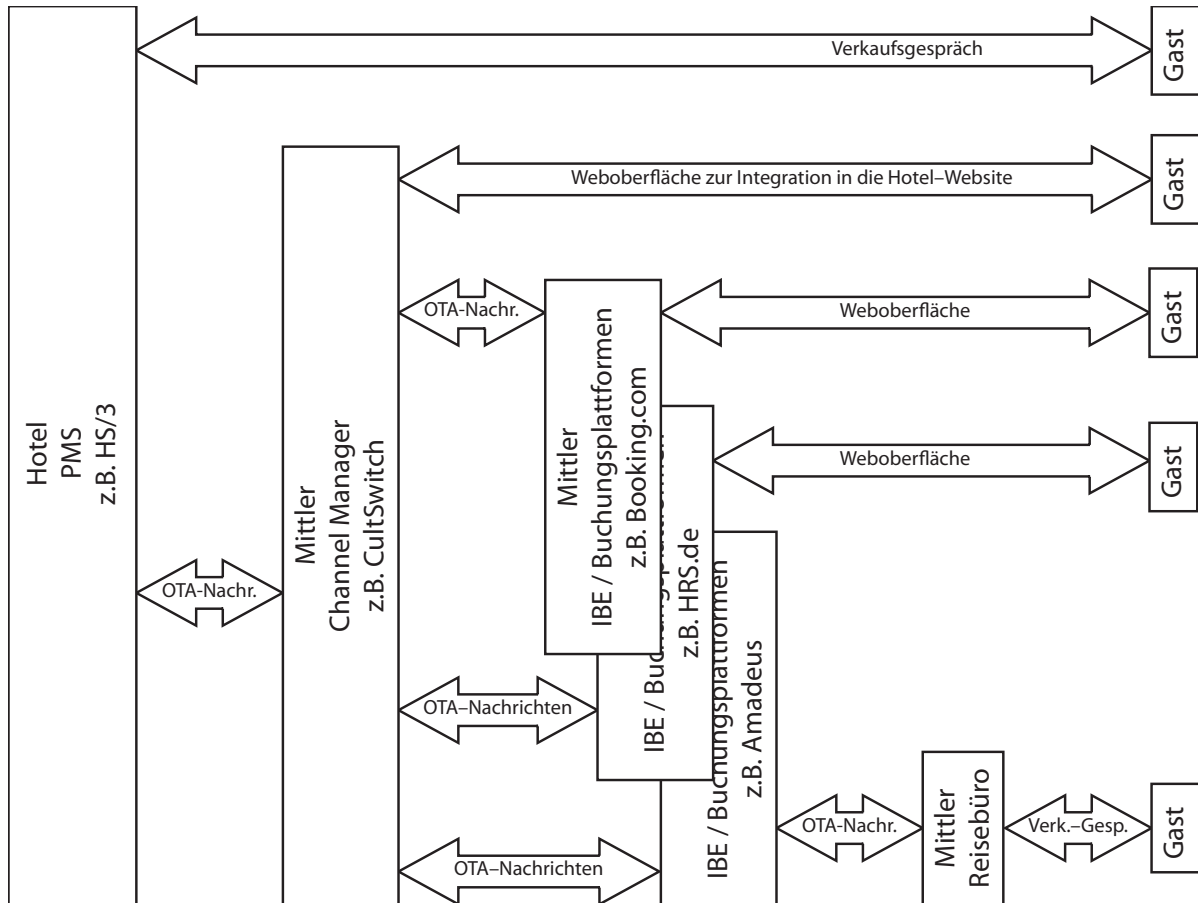 Verkaufsgespräch
Gast
Weboberfläche zur Integration in die Hotel–Website
Gast
OTA-Nachr.
Weboberfläche
Gast
Weboberfläche
Gast
Hotel
PMS
z.B. HS/3
Mittler
Channel Manager
z.B. CultSwitch
Mittler
IBE / Buchungsplattformen
z.B. Booking.com
IBE / Buchungsplattformen
z.B. HRS.de
IBE / Buchungsplattformen
z.B. Amadeus
OTA-Nachr.
OTA–Nachrichten
OTA–Nachrichten
OTA-Nachr.
Mittler
Reisebüro
Verk.–Gesp.
Gast